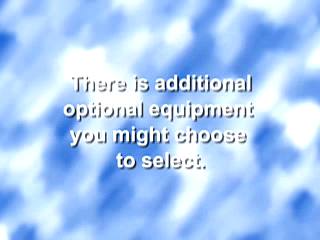 There is additional
optional equipment
you might choose
to select.